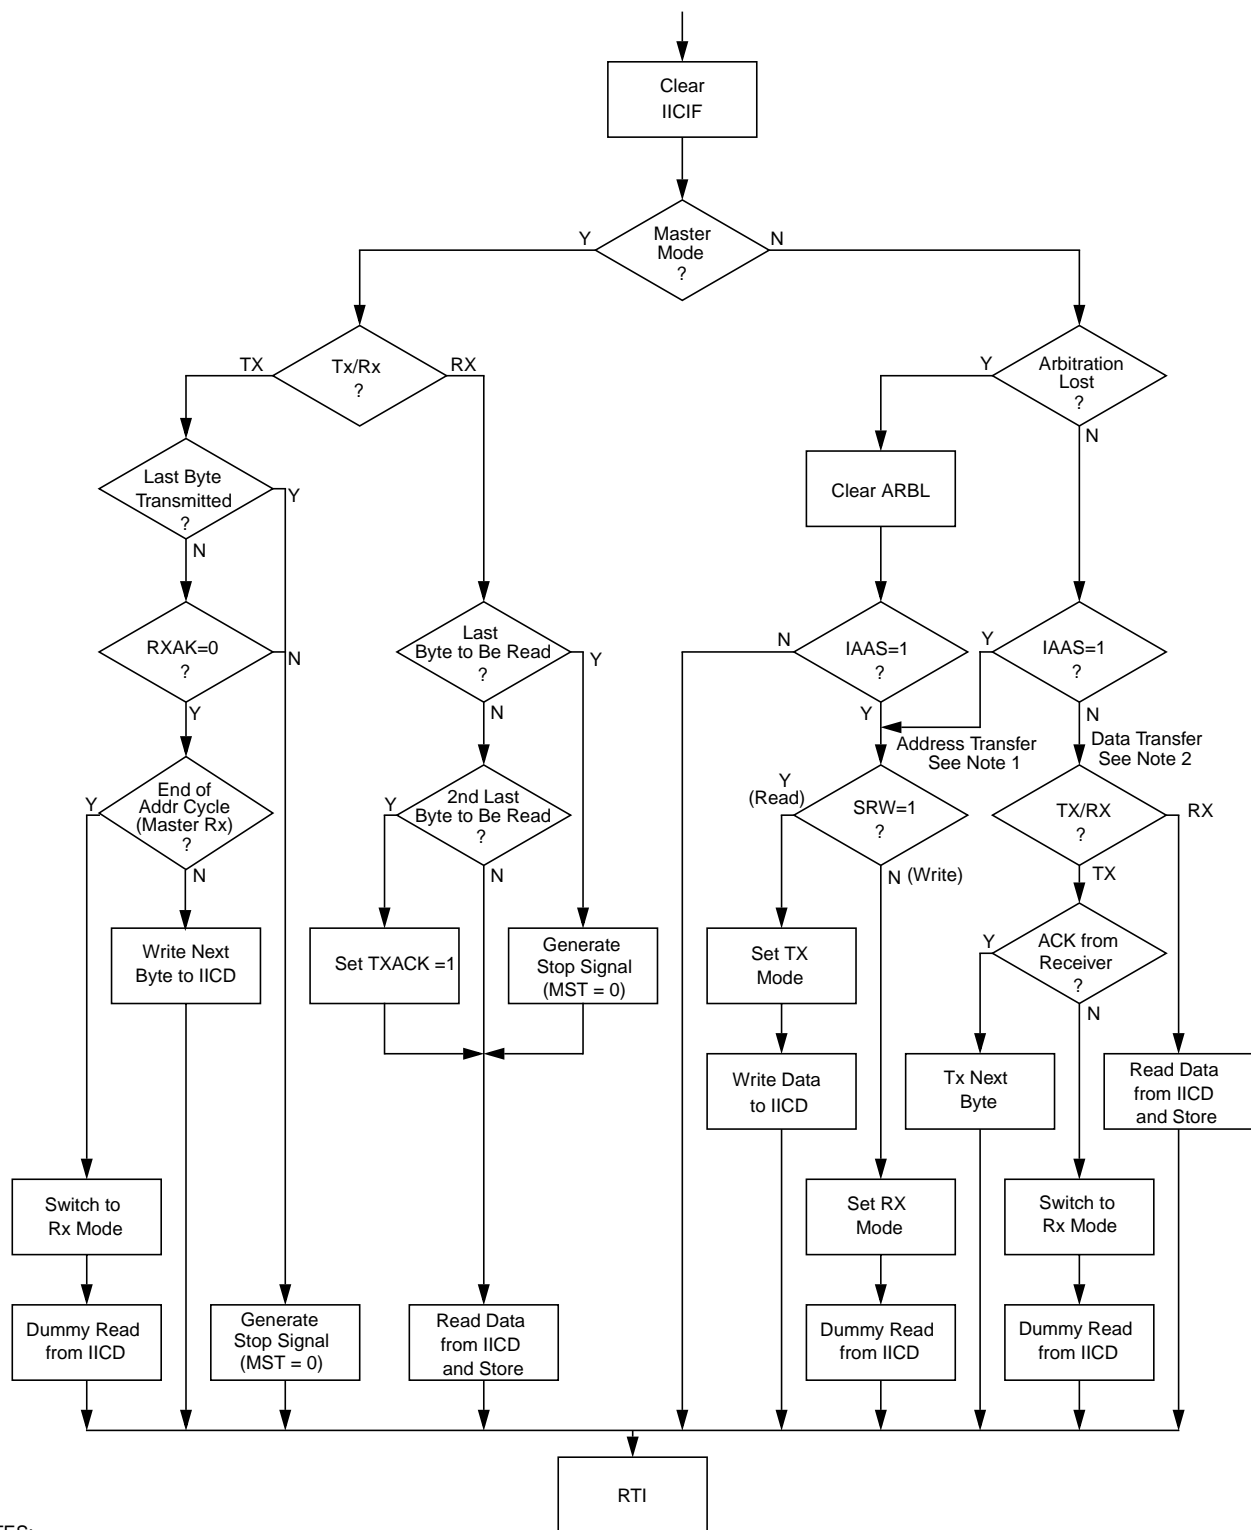 Clear
IICIF
Master
Mode
?
Y
N
Tx/Rx
?
TX
RX
Arbitration
Lost
?
Y
N
Last Byte
Transmitted
?
Y
N
Clear ARBL
RXAK=0
?
N
Y
Last
Byte to Be Read
?
Y
N
IAAS=1
?
N
Y
IAAS=1
?
Y
N
Address Transfer
See Note 1
Data Transfer
See Note 2
End of
Addr Cycle
(Master Rx)
?
Y
N
2nd Last
Byte to Be Read
?
Y
N
Y
(Read)
SRW=1
?
N (Write)
TX/RX
?
RX
TX
Write Next
Byte to IICD
Set TXACK =1
Generate
Stop Signal
(MST = 0)
Set TX
Mode
ACK from
Receiver
?
Y
N
Write Data
to IICD
Tx Next
Byte
Read Data
from IICD
and Store
Switch to
Rx Mode
Set RX
Mode
Switch to
Rx Mode
Dummy Read
from IICD
Generate
Stop Signal
(MST = 0)
Read Data
from IICD
and Store
Dummy Read
from IICD
Dummy Read
from IICD
RTI